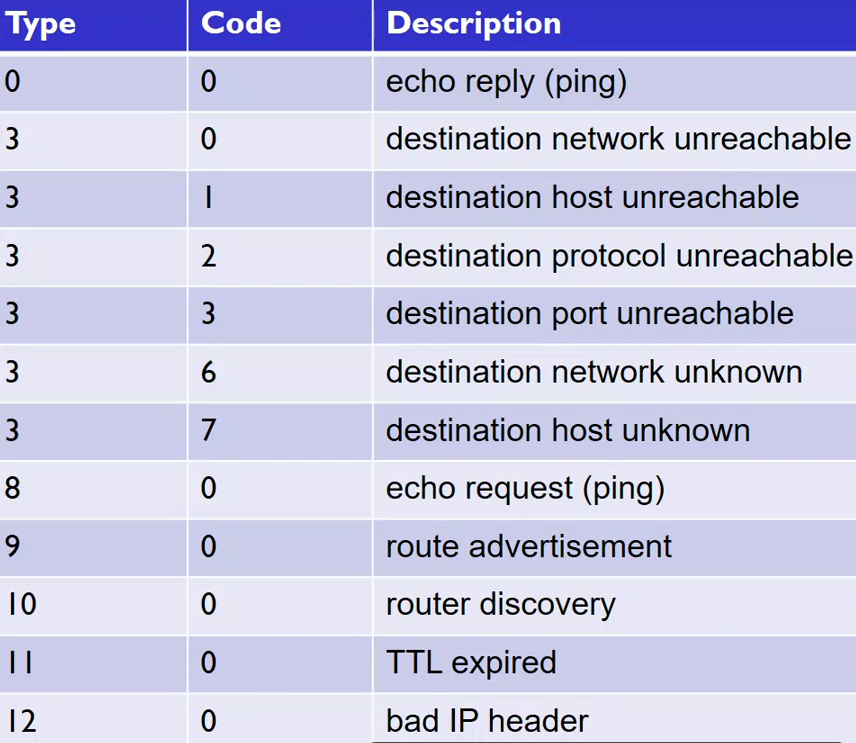 Type Code Description
0 0 echo reply (ping)
3 0 destination network unreachable
3 1 destination host unreachable
3 2 destination protocol unreachable
3 3 destination port unreachable
3 6 destination network unknown
3 7 destination host unknown
8 0 echo request (ping)
9 0 route advertisement
10 0 router discovery
11 0 TTL expired
12 0 bad IP header